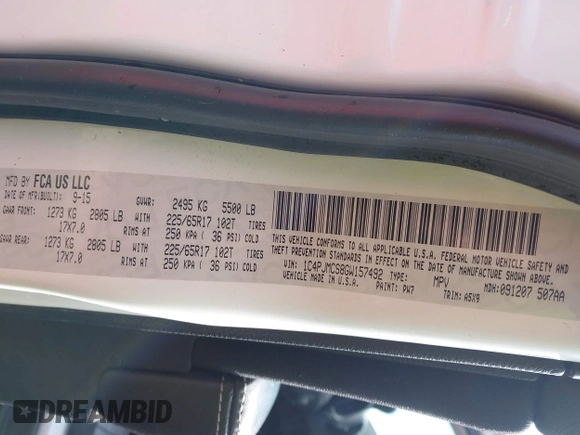 MFD BY FCA US LLC
DATE OF MFR(BUILT): 9-15 GVWR: 2495 KG 5500 LB
GWAR FRONT: 1273 KG 2805 LB WITH 225/65R17 102T TIRES
17X7.0 RIMS AT 250 KPA ( 36 PSI) COLD
GWAR REAR: 1273 KG 2805 LB WITH 225/65R17 102T TIRES
17X7.0 RIMS AT 250 KPA ( 36 PSI) COLD
THIS VEHICLE CONFORMS TO ALL APPLICABLE U.S.A. FEDERAL MOTOR VEHICLE SAFETY AND
THEFT PREVENTION STANDARDS IN EFFECT ON THE DATE OF MANUFACTURE SHOWN ABOVE.
VIN: 1C4PJMCS8GW157492 TYPE: MPV MDH: 091207 507AA
VEHICLE MADE IN U.S.A. PAINT: PW7 TRIM: A5X9
DREAMBID